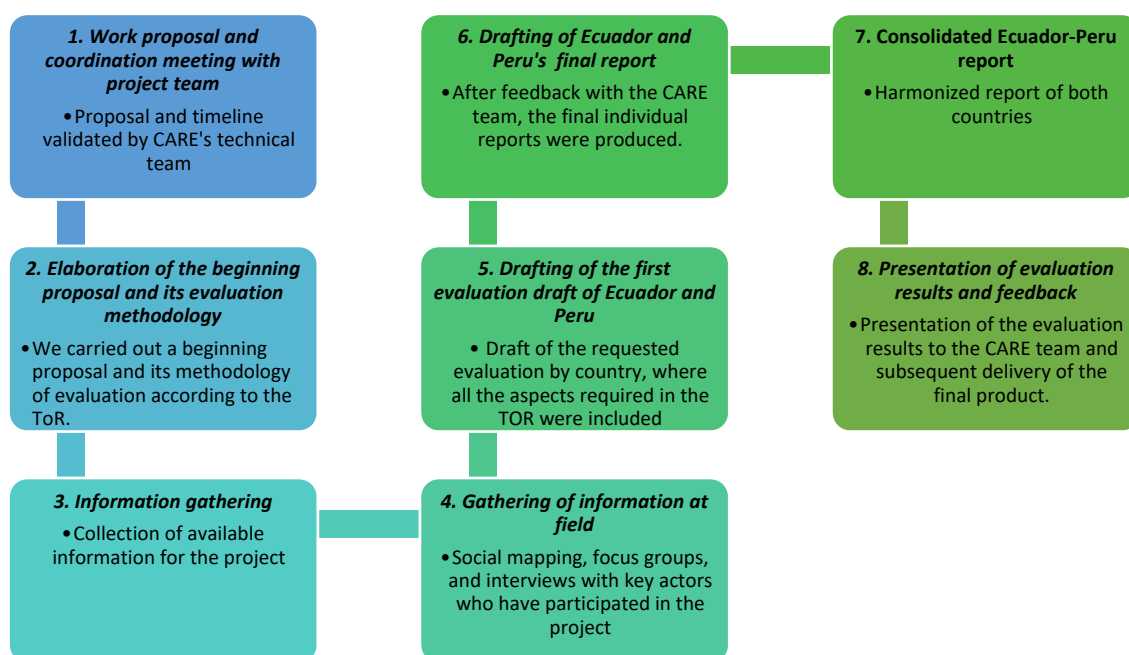 1. Work proposal and
coordination meeting with
project team
•Proposal and timeline
validated by CARE's technical
team
2. Elaboration of the beginning
proposal and its evaluation
methodology
•We carried out a beginning
proposal and its methodology
of evaluation according to the
ToR.
3. Information gathering
•Collection of available
information for the project
4. Gathering of information at
field
•Social mapping, focus groups,
and interviews with key actors
who have participated in the
project
5. Drafting of the first
evaluation draft of Ecuador and
Peru
• Draft of the requested
evaluation by country, where
all the aspects required in the
TOR were included
6. Drafting of Ecuador and
Peru's final report
•After feedback with the CARE
team, the final individual
reports were produced.
7. Consolidated Ecuador-Peru
report
•Harmonized report of both
countries
8. Presentation of evaluation
results and feedback
•Presentation of the evaluation
results to the CARE team and
subsequent delivery of the
final product.